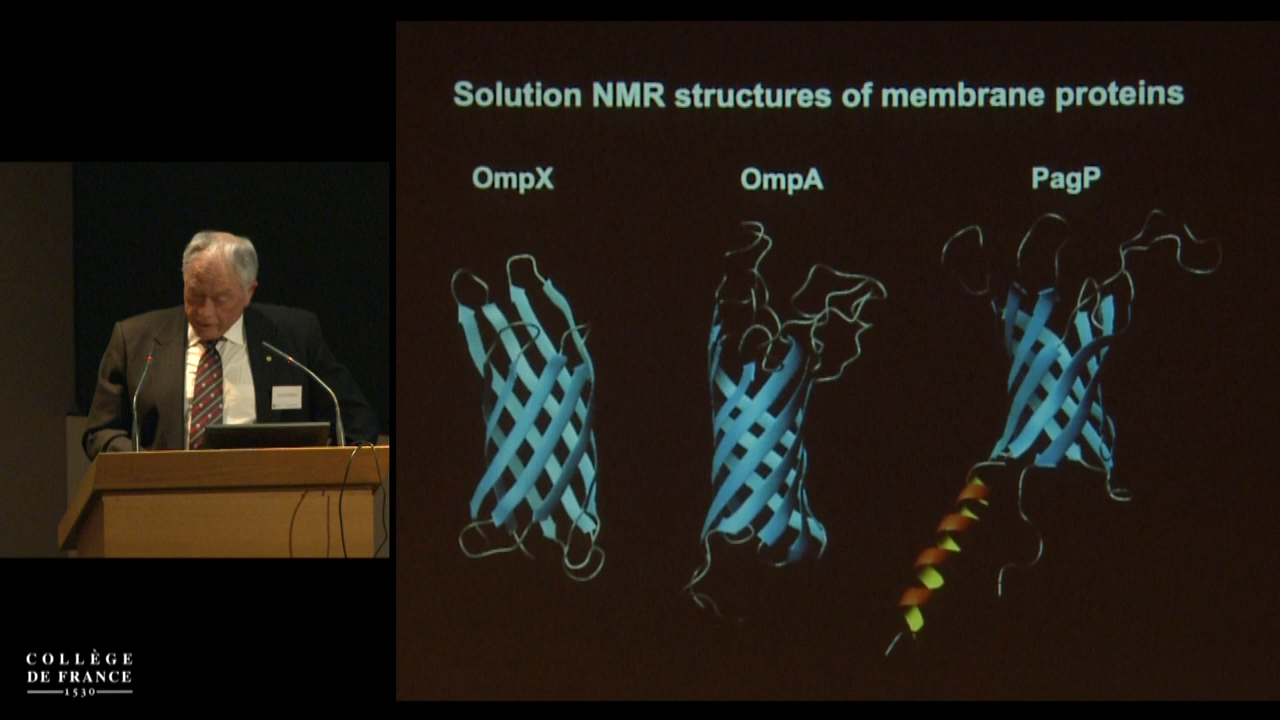 Solution NMR structures of membrane proteins
OmpX
OmpA
PagP
COLLÈGE
DE FRANCE
1530